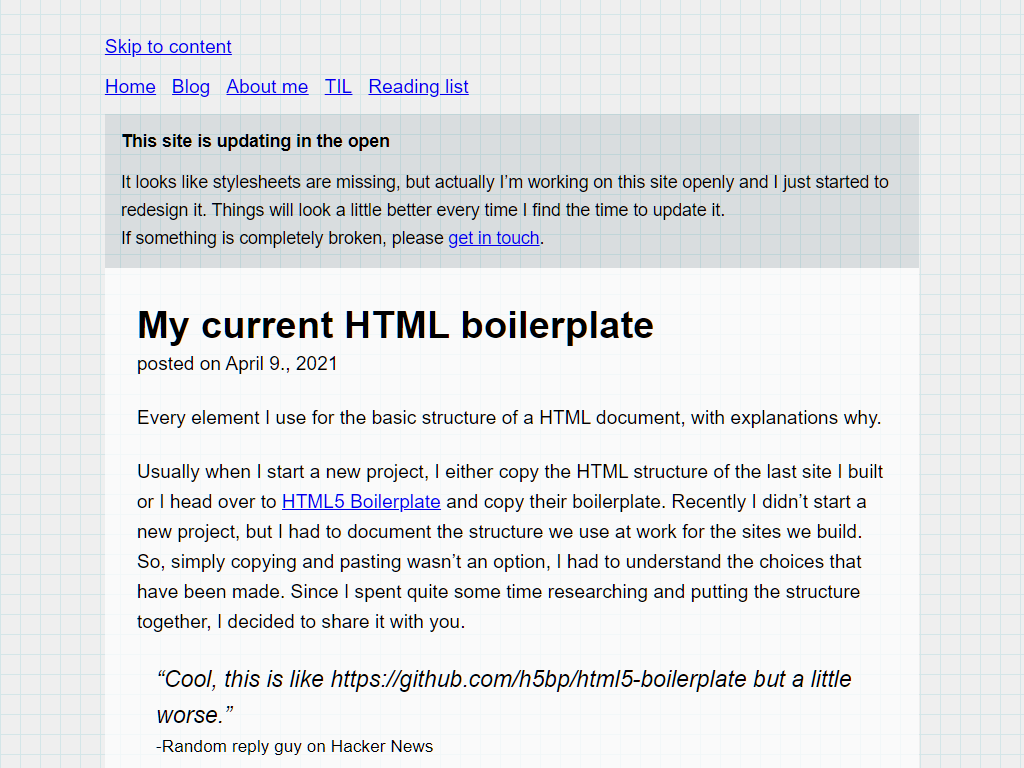 Skip to content
Home Blog About me TIL Reading list
This site is updating in the open
It looks like stylesheets are missing, but actually I’m working on this site openly and I just started to
redesign it. Things will look a little better every time I find the time to update it.
If something is completely broken, please get in touch.
My current HTML boilerplate
posted on April 9., 2021
Every element I use for the basic structure of a HTML document, with explanations why.
Usually when I start a new project, I either copy the HTML structure of the last site I built
or I head over to HTML5 Boilerplate and copy their boilerplate. Recently I didn’t start a
new project, but I had to document the structure we use at work for the sites we build.
So, simply copying and pasting wasn’t an option, I had to understand the choices that
have been made. Since I spent quite some time researching and putting the structure
together, I decided to share it with you.
“Cool, this is like https://github.com/h5bp/html5-boilerplate but a little
worse.”
-Random reply guy on Hacker News